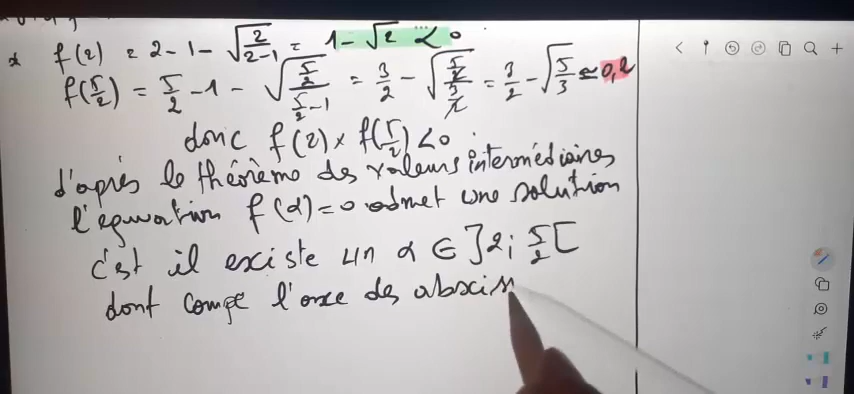 * f(2) = 2-1-√(2/(2-1)) = 1-√2 < 0
f(5/2) = 5/2 - 1 - √((5/2)/(5/2-1)) = 3/2 - √((5/2)/(3/2)) = 3/2 - √(5/3) ≃ 0,2
donc f(2) × f(5/2) < 0
d'après le théorème des valeurs intermédiaires
l'equation f(α)=0 admet une solution
c'est il existe un α ∈ ]2; 5/2[
dont coupe l'axe des absciss